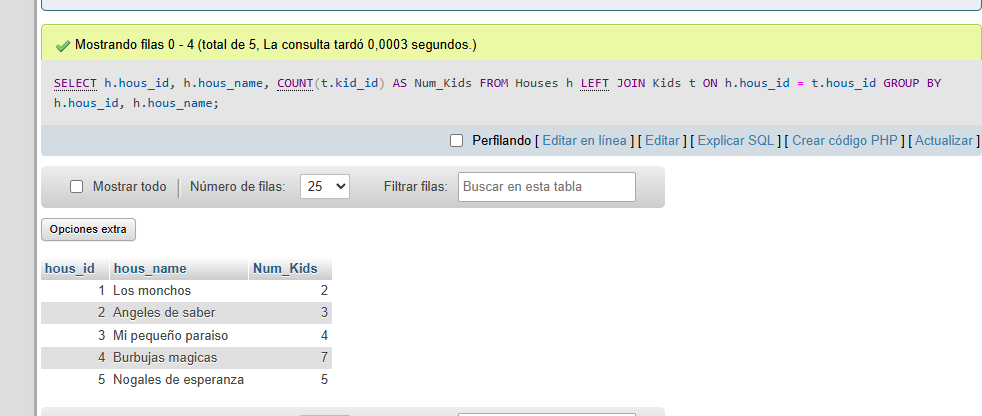 Mostrando filas 0 - 4 (total de 5, La consulta tardó 0,0003 segundos.)
SELECT h.hous_id, h.hous_name, COUNT(t.kid_id) AS Num_Kids FROM Houses h LEFT JOIN Kids t ON h.hous_id = t.hous_id GROUP BY
h.hous_id, h.hous_name;
Perfilando [ Editar en línea ] [ Editar ] [ Explicar SQL ] [ Crear código PHP ] [ Actualizar ]
Mostrar todo Número de filas: 25 Filtrar filas: Buscar en esta tabla
Opciones extra
hous_id hous_name Num_Kids
1 Los monchos 2
2 Angeles de saber 3
3 Mi pequeño paraiso 4
4 Burbujas magicas 7
5 Nogales de esperanza 5